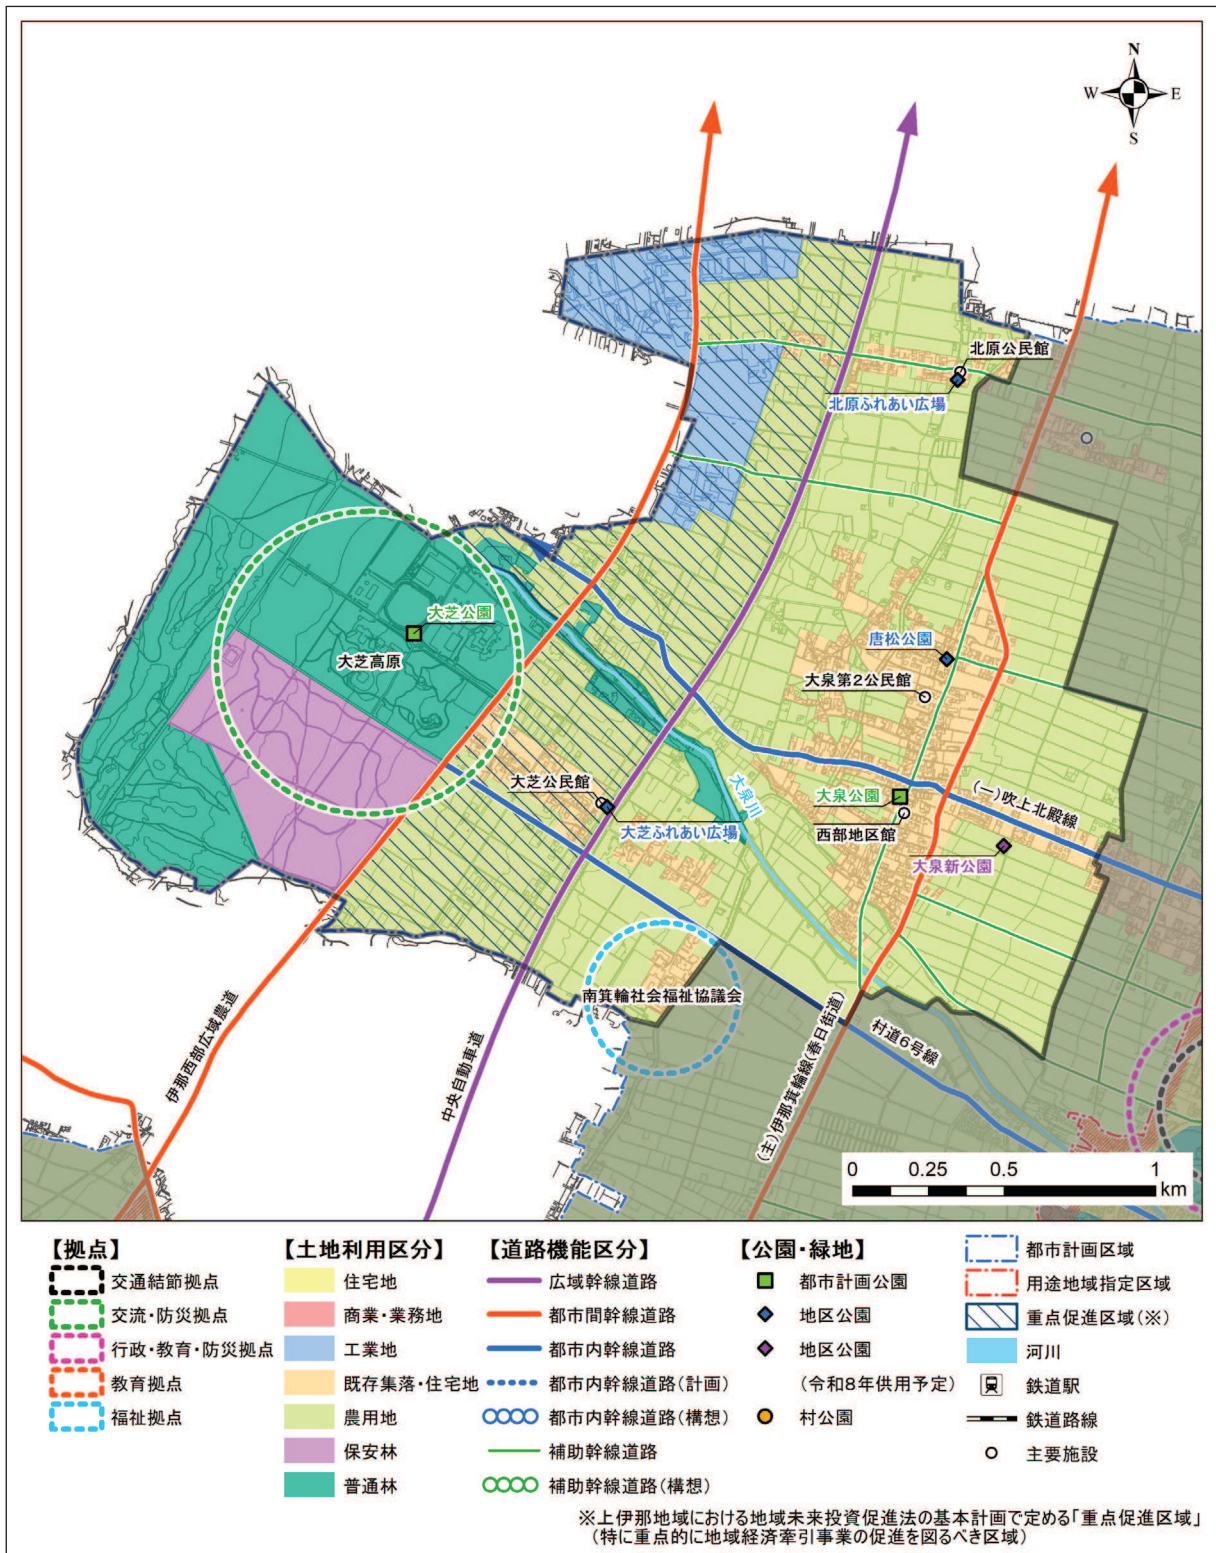 N
W E
S
北原公民館
北原ふれあい広場
大芝公園
大芝高原
唐松公園
大泉第2公民館
大芝公民館
大芝ふれあい広場
大泉川
大泉公園
西部地区館
(一)吹上北殿線
大泉新公園
南箕輪社会福祉協議会
伊那西部広域農道
中央自動車道
(主)伊那箕輪線(春日街道)
村道6号線
0 0.25 0.5 1
km
【拠点】
交通結節拠点
交流・防災拠点
行政・教育・防災拠点
教育拠点
福祉拠点
【土地利用区分】
住宅地
商業・業務地
工業地
既存集落・住宅地
農用地
保安林
普通林
【道路機能区分】
広域幹線道路
都市間幹線道路
都市内幹線道路
都市内幹線道路(計画)
都市内幹線道路(構想)
補助幹線道路
補助幹線道路(構想)
【公園・緑地】
都市計画公園
地区公園
地区公園
(令和8年供用予定)
村公園
都市計画区域
用途地域指定区域
重点促進区域(※)
河川
鉄道駅
鉄道路線
主要施設
※上伊那地域における地域未来投資促進法の基本計画で定める「重点促進区域」
(特に重点的に地域経済牽引事業の促進を図るべき区域)